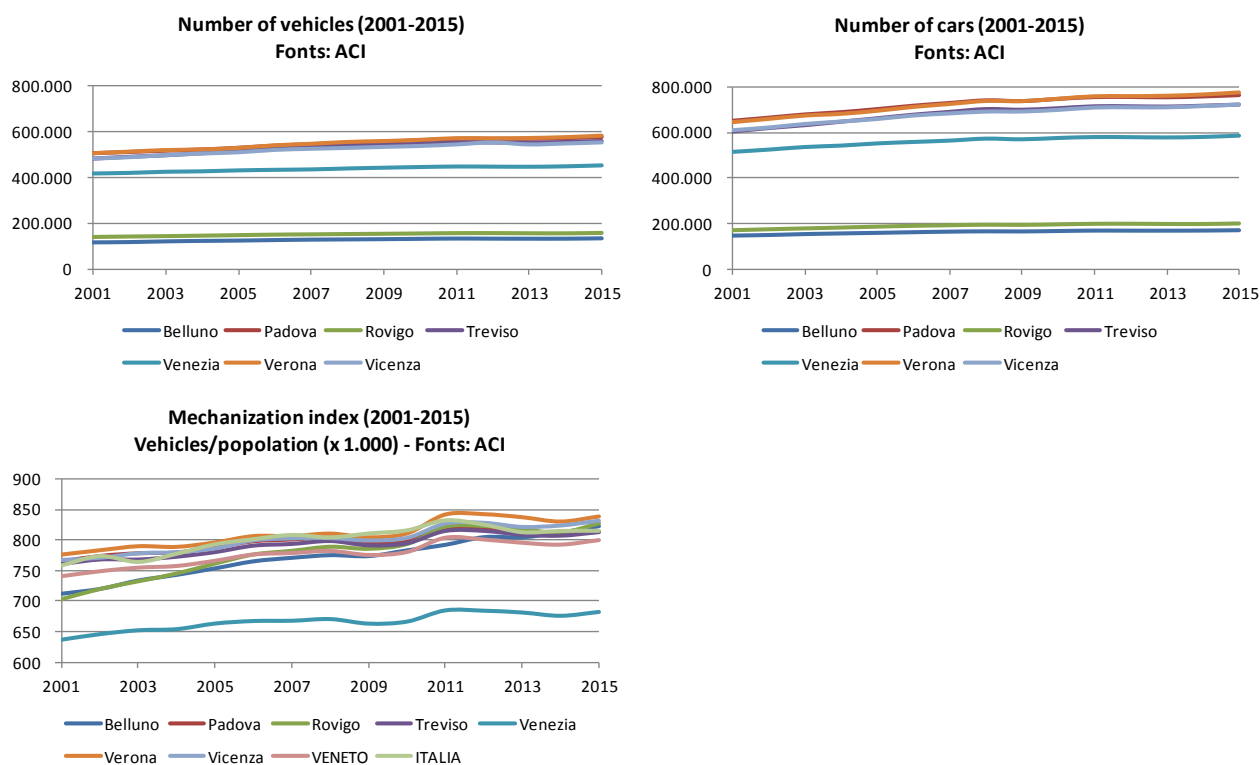 Number of vehicles (2001-2015)
Fonts: ACI
800.000
600.000
400.000
200.000
0
2001 2003 2005 2007 2009 2011 2013 2015
Belluno Padova Rovigo Treviso
Venezia Verona Vicenza
Number of cars (2001-2015)
Fonts: ACI
800.000
600.000
400.000
200.000
0
2001 2003 2005 2007 2009 2011 2013 2015
Belluno Padova Rovigo Treviso
Venezia Verona Vicenza
Mechanization index (2001-2015)
Vehicles/popolation (x 1.000) - Fonts: ACI
900
850
800
750
700
650
600
2001 2003 2005 2007 2009 2011 2013 2015
Belluno Padova Rovigo Treviso Venezia
Verona Vicenza VENETO ITALIA